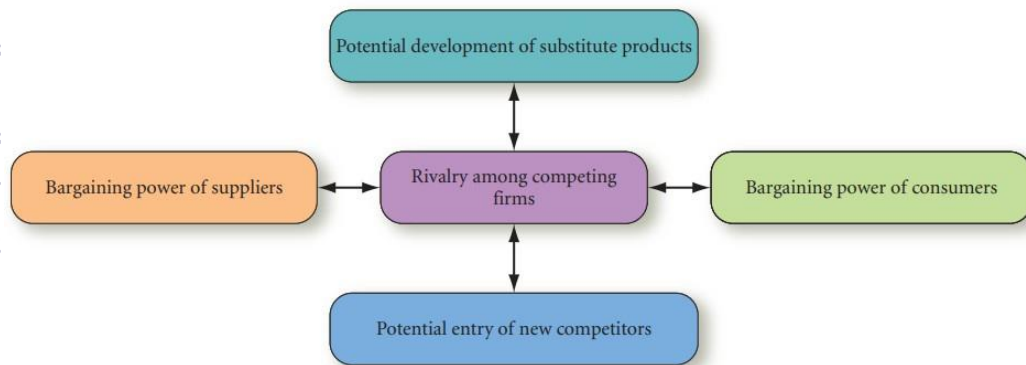 Potential development of substitute products
Bargaining power of suppliers
Rivalry among competing
firms
Bargaining power of consumers
Potential entry of new competitors